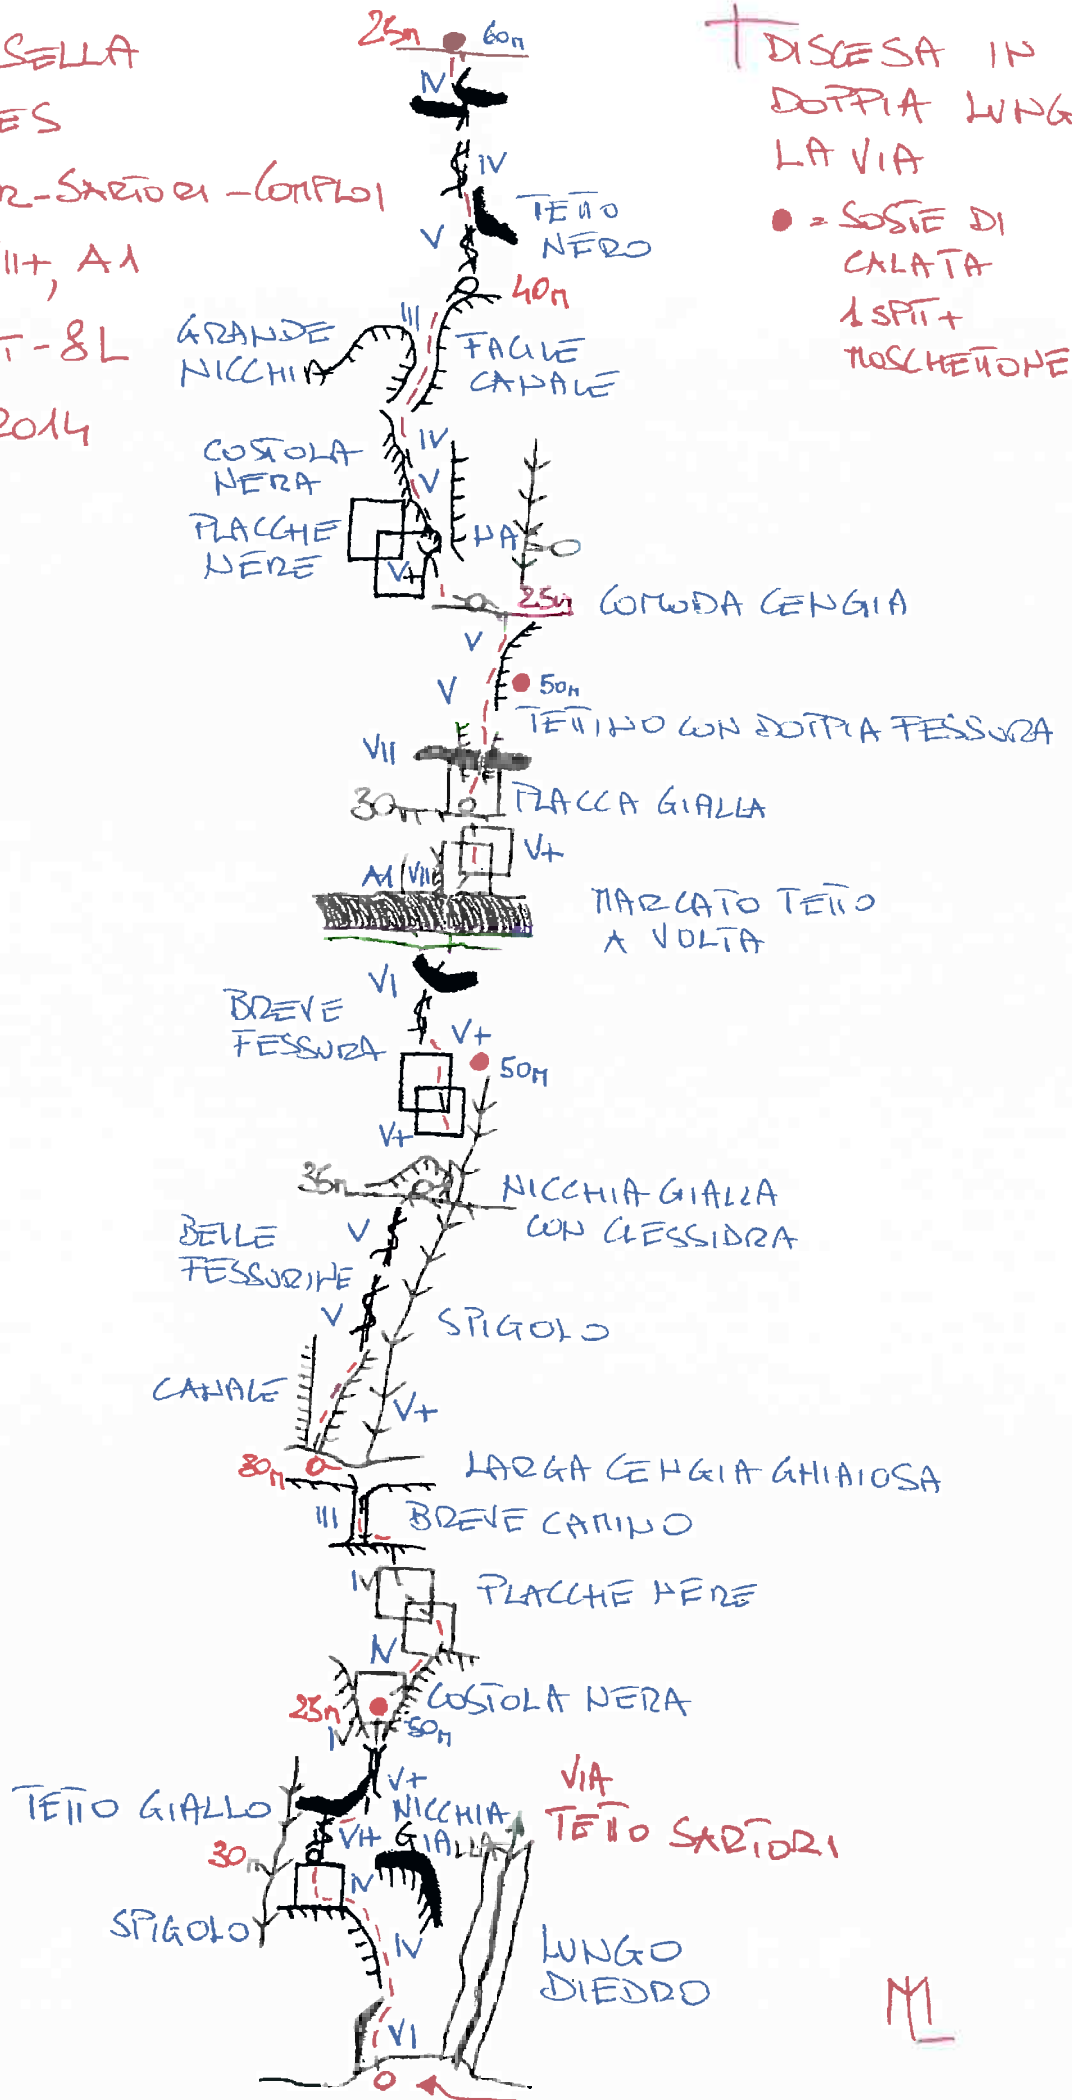 SELLA
ES
R-SARTORI-COMPLOI
II+, A1
T-8L
2014
25m
60m
DISCESA IN
DOPPIA LUNG
LA VIA
= SOSTE DI
CALATA
1 SPIT+
MOSCHETTONE
IV
IV
TETTO
NERO
V
40m
III
GRANDE
NICCHIA
FACILE
CANALE
IV
COSTOLA
NERA
V
PLACCHE
NERE
NA
V+
25m
COMODA CENGIA
V
V
50m
TETTINO CON DOPPIA FESSURA
VII
30m
PLACCA GIALLA
V+
A1
VII
MARCATO TETTO
A VOLTA
VI
BREVE
FESSURA
V+
50m
V+
35m
NICCHIA GIALLA
CON CLESSIDRA
V
BELLE
FESSURINE
V
SPIGOLO
CANALE
V+
30m
LARGA CENGIA GHIAIOSA
III
BREVE CAMINO
IV
PLACCHE NERE
IV
COSTOLA NERA
25m
IV
50m
V+
TETTO GIALLO
NICCHIA
GIALLA
VIA
TETTO SARTORI
VI+
30m
IV
SPIGOLO
IV
LUNGO
DIEDRO
VI
ML